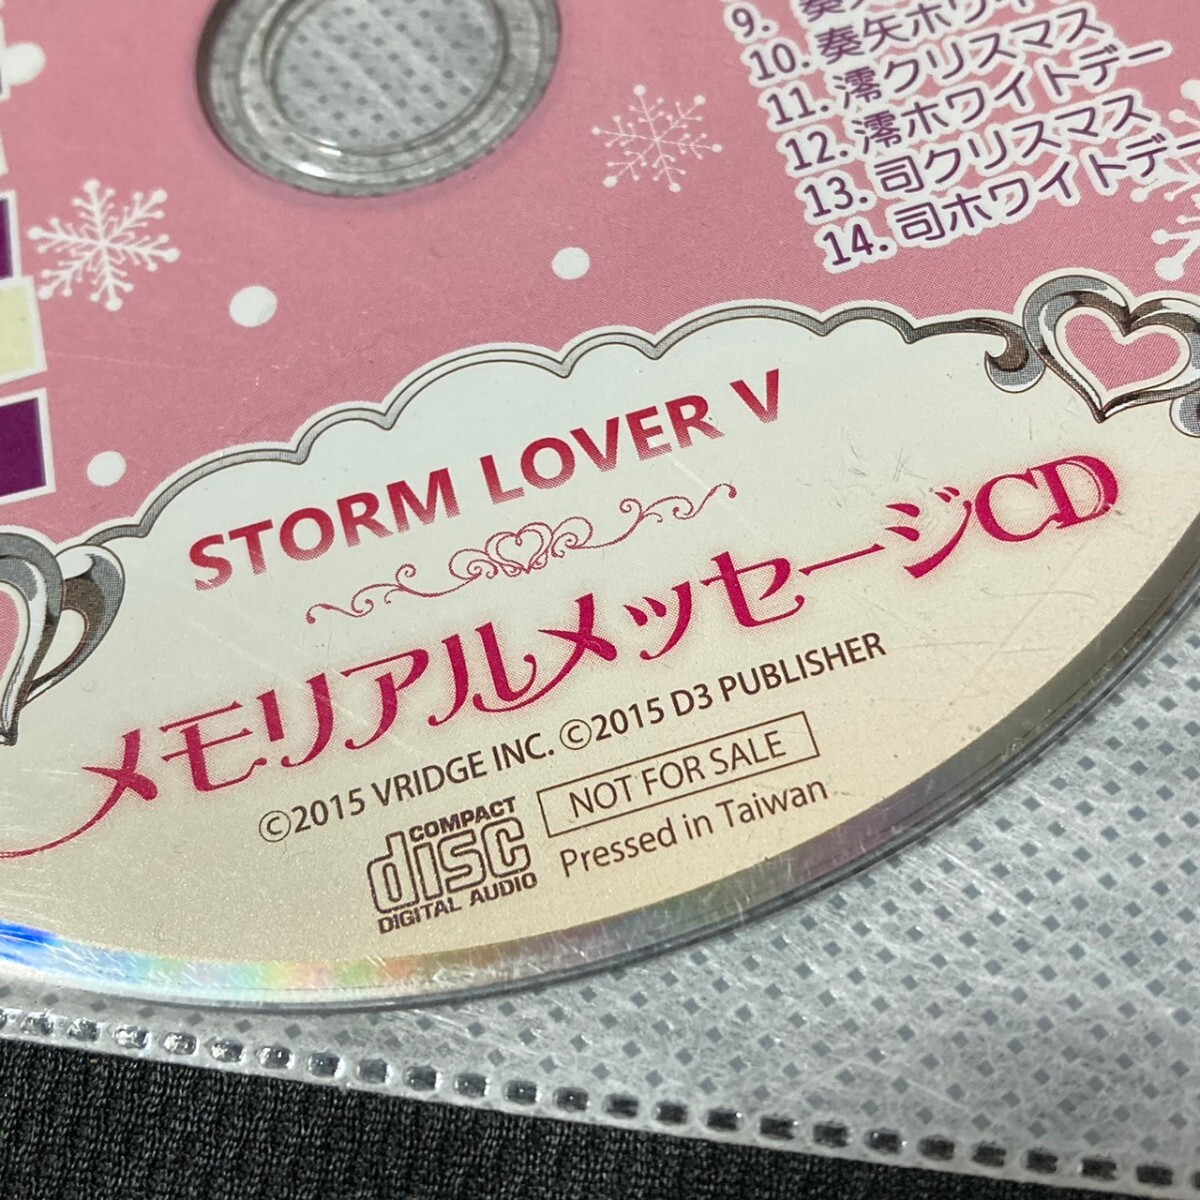 9. 奏矢
10. 奏矢ホワイ
11. 澪クリスマス
12. 澪ホワイトデー
13. 司クリスマス
14. 司ホワイトデー
STORM LOVER V
メモリアルメッセージCD
©2015 VRIDGE INC. ©2015 D3 PUBLISHER
NOT FOR SALE
COMPACT
disc
DIGITAL AUDIO
Pressed in Taiwan